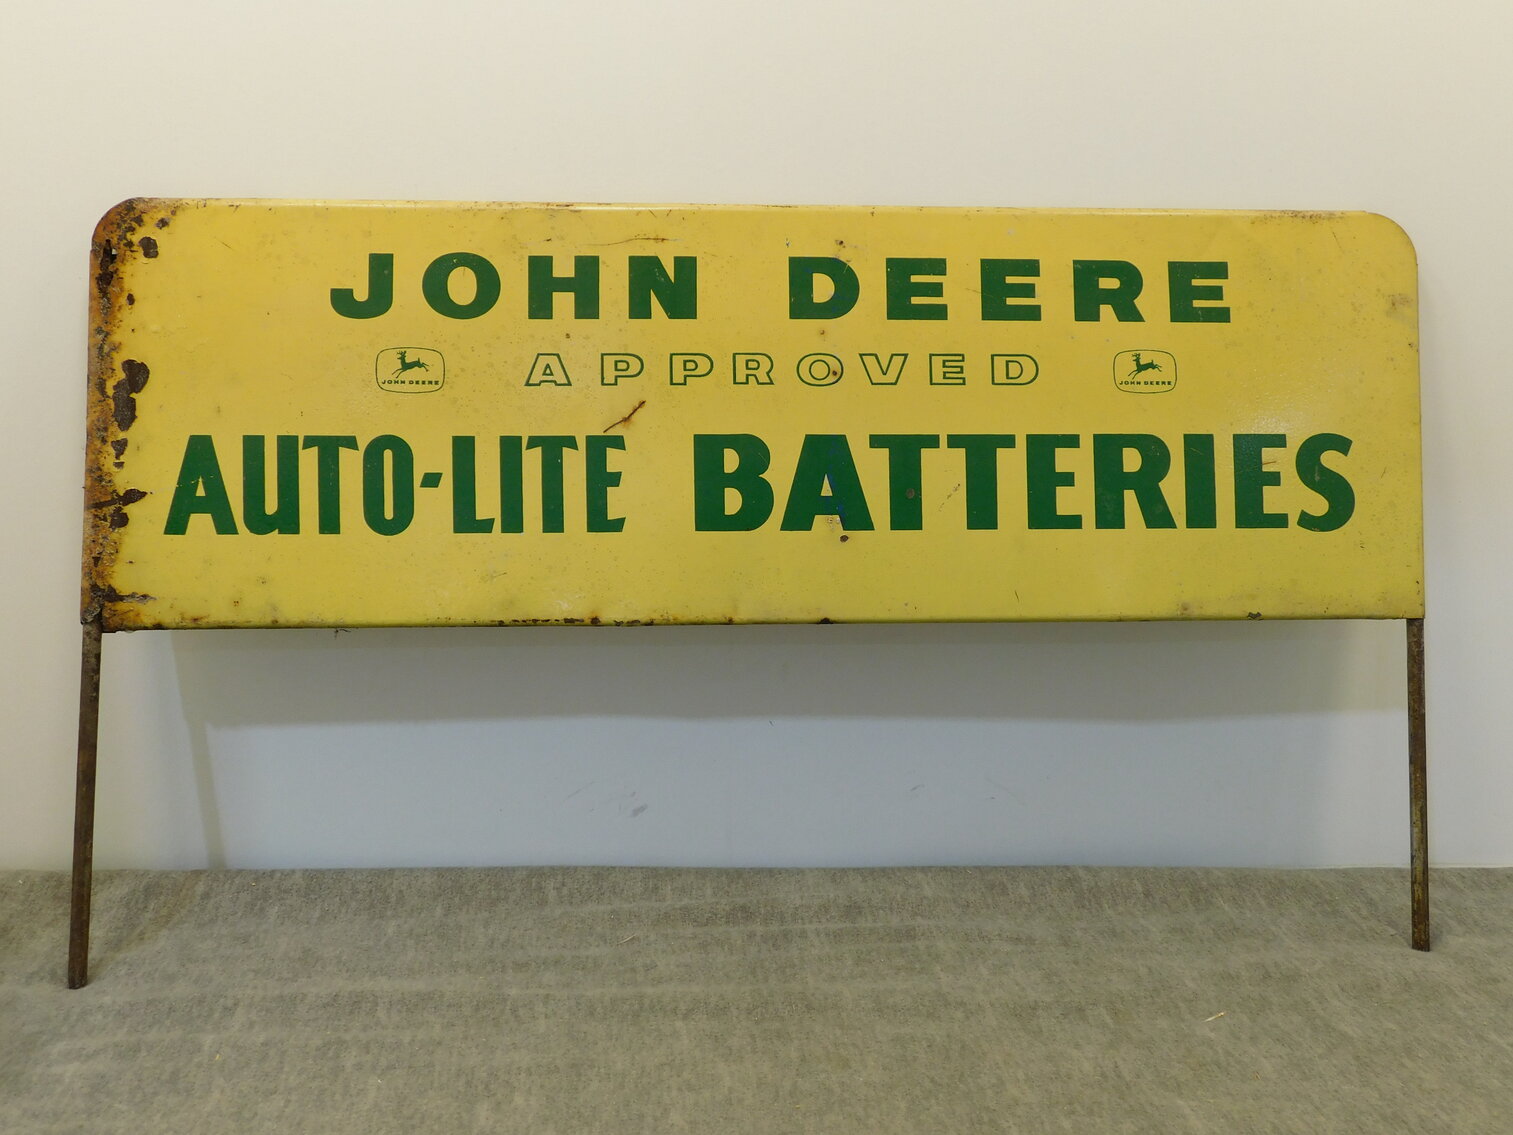 JOHN DEERE
JOHN DEERE APPROVED JOHN DEERE
AUTO-LITE BATTERIES